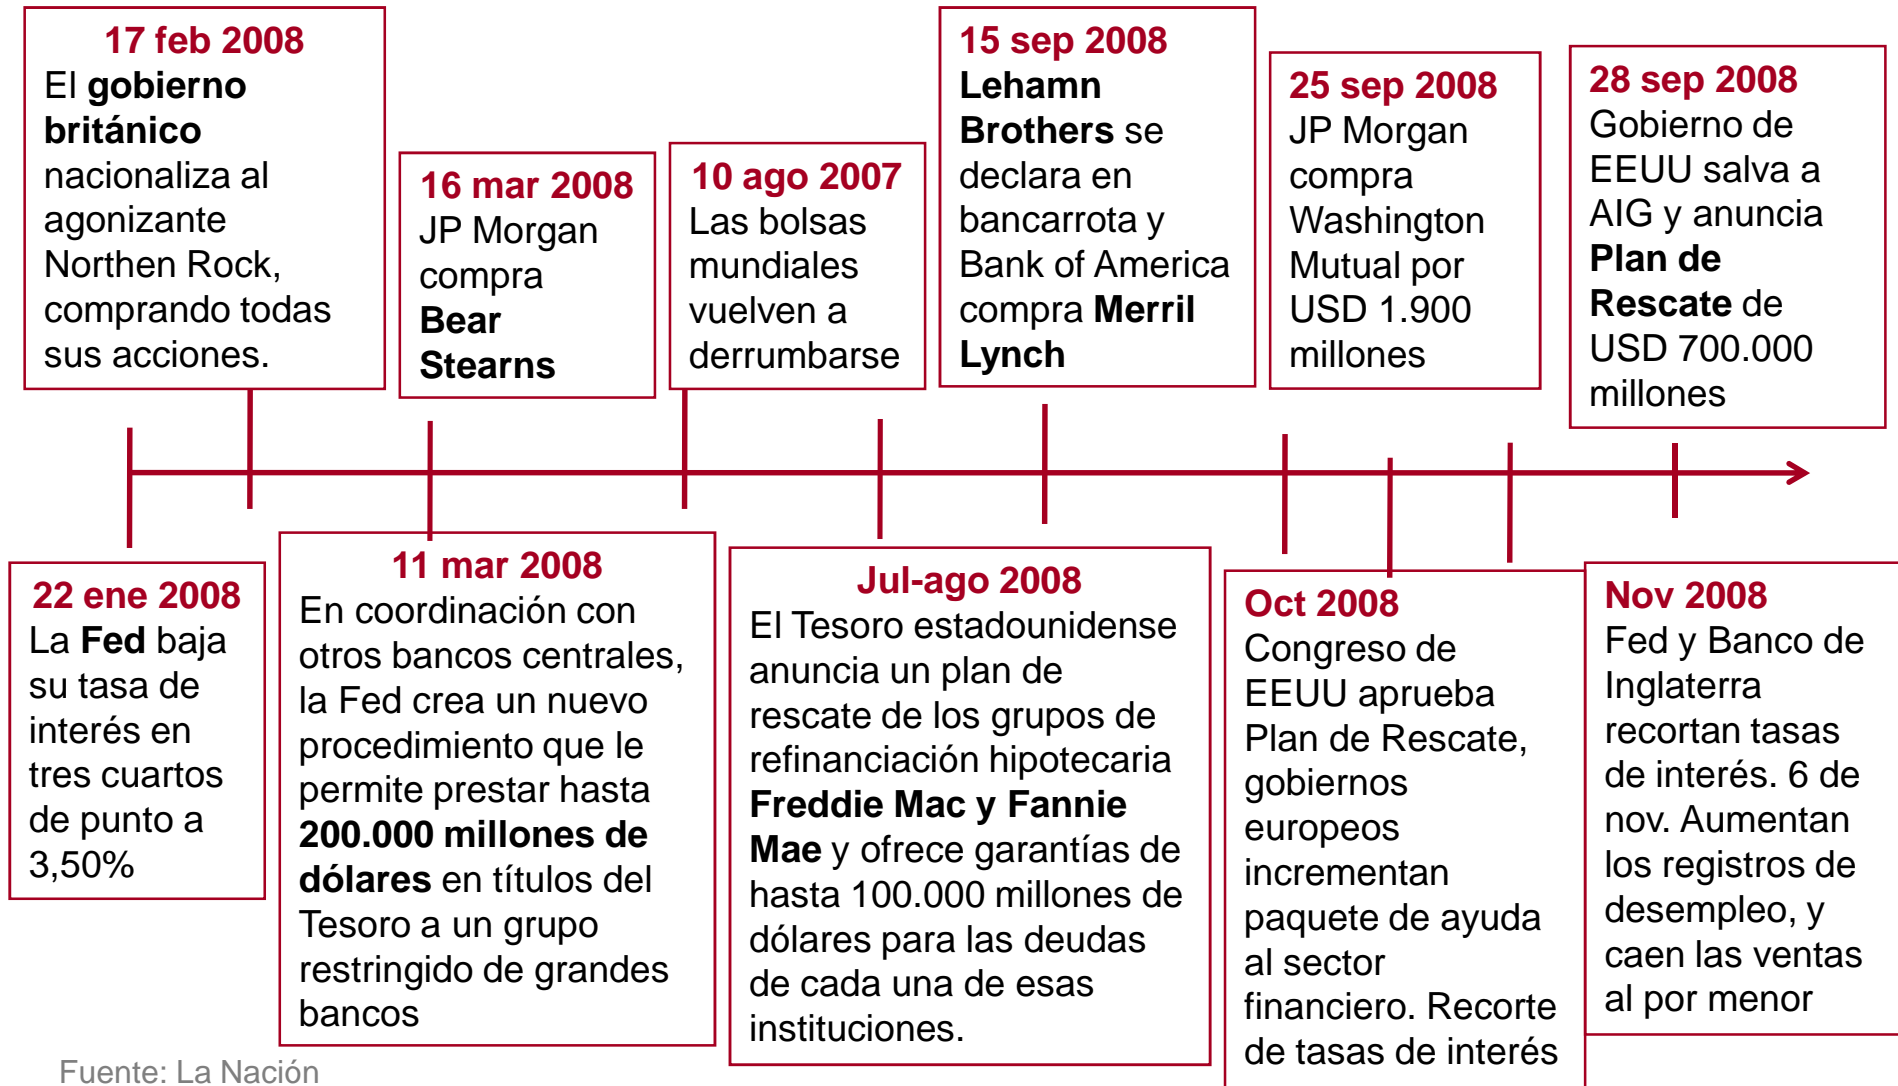 17 feb 2008
El gobierno
británico
nacionaliza al
agonizante
Northen Rock,
comprando todas
sus acciones.
16 mar 2008
JP Morgan
compra
Bear
Stearns
10 ago 2007
Las bolsas
mundiales
vuelven a
derrumbarse
15 sep 2008
Lehamn
Brothers se
declara en
bancarrota y
Bank of America
compra Merril
Lynch
25 sep 2008
JP Morgan
compra
Washington
Mutual por
USD 1.900
millones
28 sep 2008
Gobierno de
EEUU salva a
AIG y anuncia
Plan de
Rescate de
USD 700.000
millones
22 ene 2008
La Fed baja
su tasa de
interés en
tres cuartos
de punto a
3,50%
11 mar 2008
En coordinación con
otros bancos centrales,
la Fed crea un nuevo
procedimiento que le
permite prestar hasta
200.000 millones de
dólares en títulos del
Tesoro a un grupo
restringido de grandes
bancos
Jul-ago 2008
El Tesoro estadounidense
anuncia un plan de
rescate de los grupos de
refinanciación hipotecaria
Freddie Mac y Fannie
Mae y ofrece garantías de
hasta 100.000 millones de
dólares para las deudas
de cada una de esas
instituciones.
Oct 2008
Congreso de
EEUU aprueba
Plan de Rescate,
gobiernos
europeos
incrementan
paquete de ayuda
al sector
financiero. Recorte
de tasas de interés
Nov 2008
Fed y Banco de
Inglaterra
recortan tasas
de interés. 6 de
nov. Aumentan
los registros de
desempleo, y
caen las ventas
al por menor
Fuente: La Nación